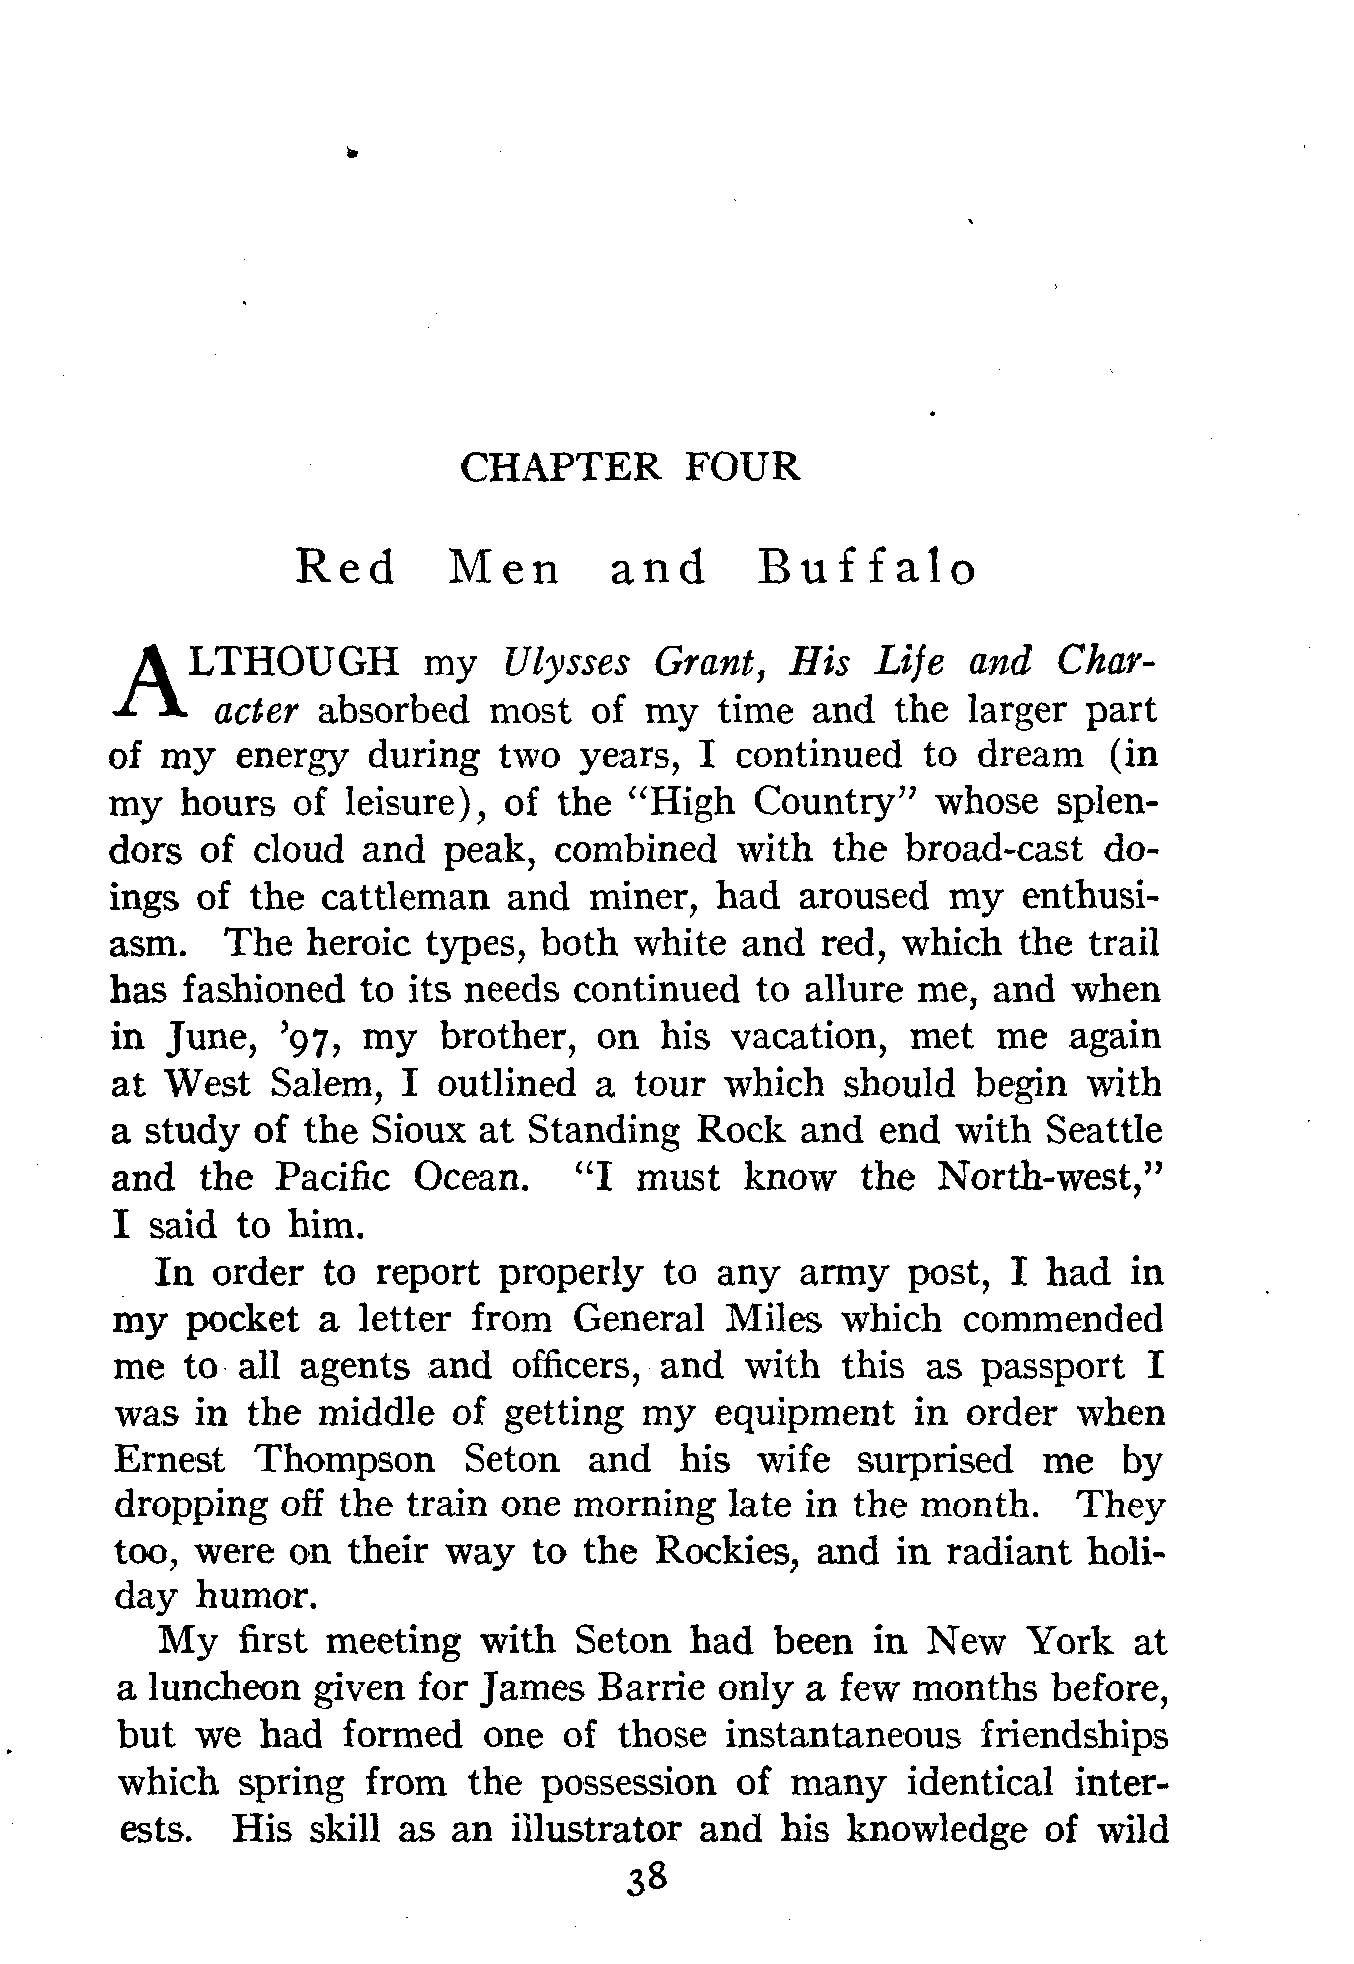 CHAPTER FOUR
Red Men and Buffalo
ALTHOUGH my Ulysses Grant, His Life and Char-
acter absorbed most of my time and the larger part
of my energy during two years, I continued to dream (in
my hours of leisure), of the “High Country” whose splen-
dors of cloud and peak, combined with the broad-cast do-
ings of the cattleman and miner, had aroused my enthusi-
asm. The heroic types, both white and red, which the trail
has fashioned to its needs continued to allure me, and when
in June, ’97, my brother, on his vacation, met me again
at West Salem, I outlined a tour which should begin with
a study of the Sioux at Standing Rock and end with Seattle
and the Pacific Ocean. “I must know the North-west,”
I said to him.
In order to report properly to any army post, I had in
my pocket a letter from General Miles which commended
me to all agents and officers, and with this as passport I
was in the middle of getting my equipment in order when
Ernest Thompson Seton and his wife surprised me by
dropping off the train one morning late in the month. They
too, were on their way to the Rockies, and in radiant holi-
day humor.
My first meeting with Seton had been in New York at
a luncheon given for James Barrie only a few months before,
but we had formed one of those instantaneous friendships
which spring from the possession of many identical inter-
ests. His skill as an illustrator and his knowledge of wild
38